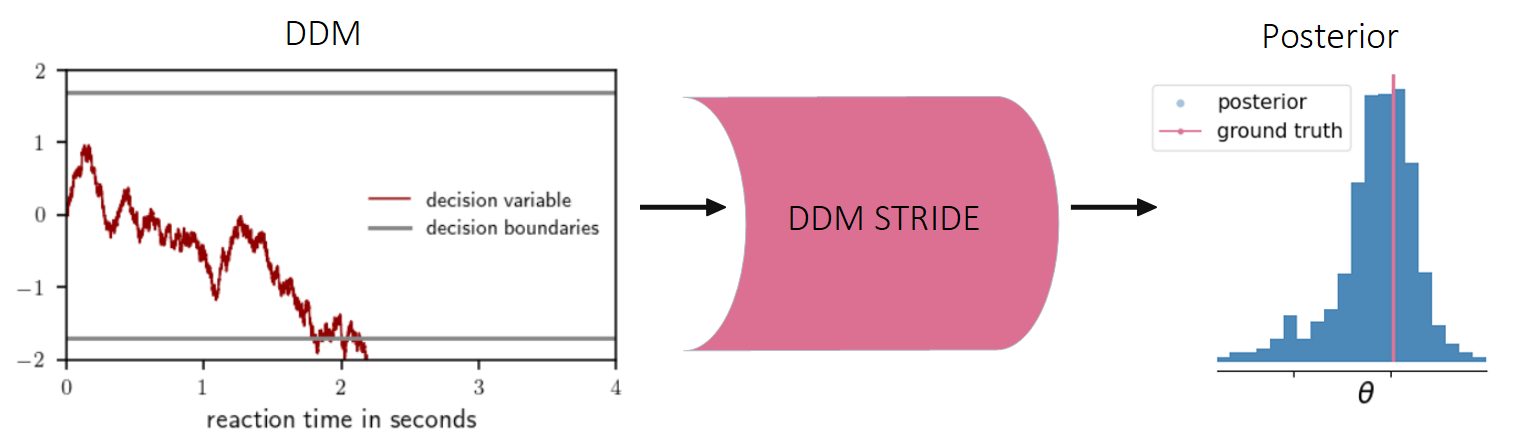 DDM
2
1
0
−1
−2
decision variable
decision boundaries
0 1 2 3 4
reaction time in seconds
DDM STRIDE
Posterior
posterior
ground truth
θ